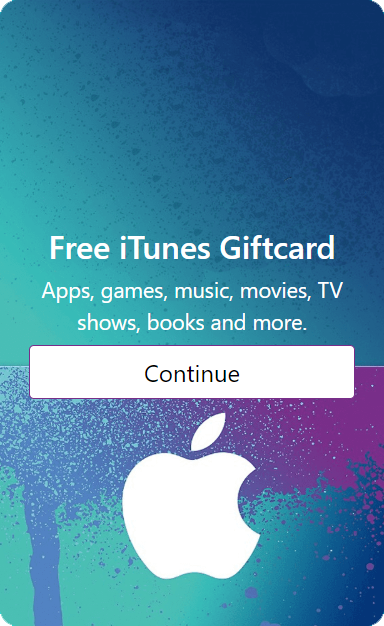 Free iTunes Giftcard
Apps, games, music, movies, TV
shows, books and more.
Continue